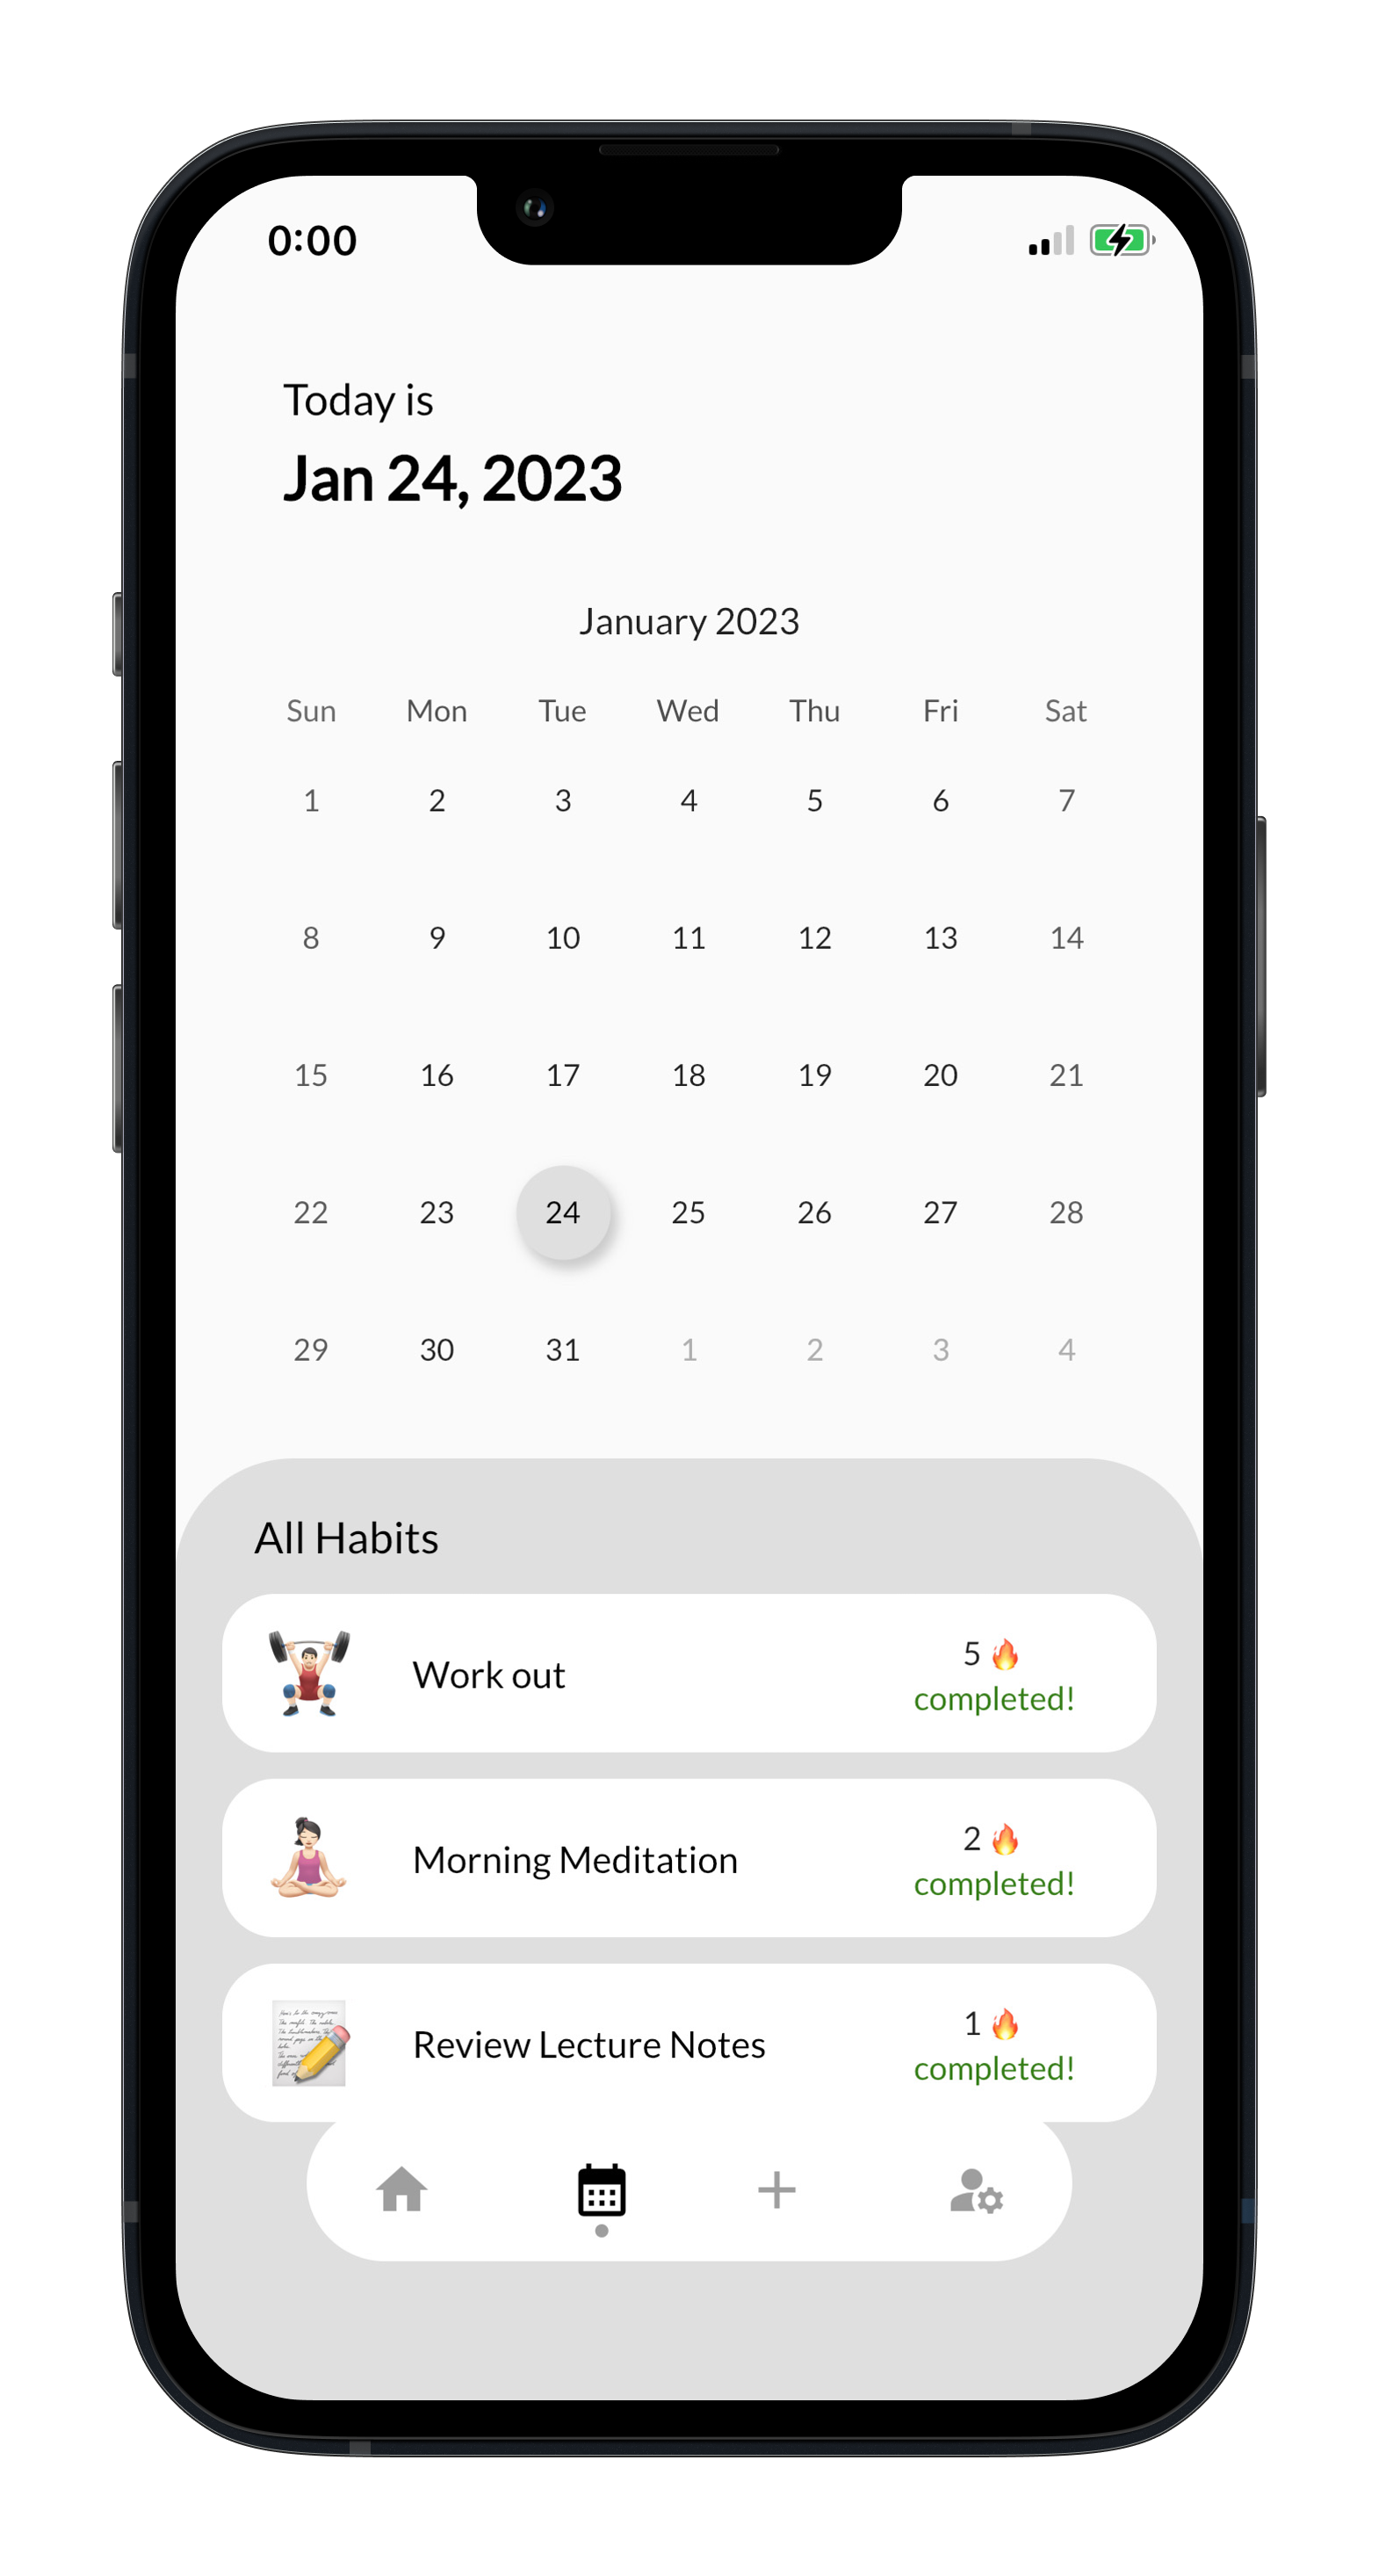 0:00
Today is
Jan 24, 2023
January 2023
Sun Mon Tue Wed Thu Fri Sat
1 2 3 4 5 6 7
8 9 10 11 12 13 14
15 16 17 18 19 20 21
22 23 24 25 26 27 28
29 30 31 1 2 3 4
All Habits
Work out
5 🔥
completed!
Morning Meditation
2 🔥
completed!
Review Lecture Notes
1 🔥
completed!